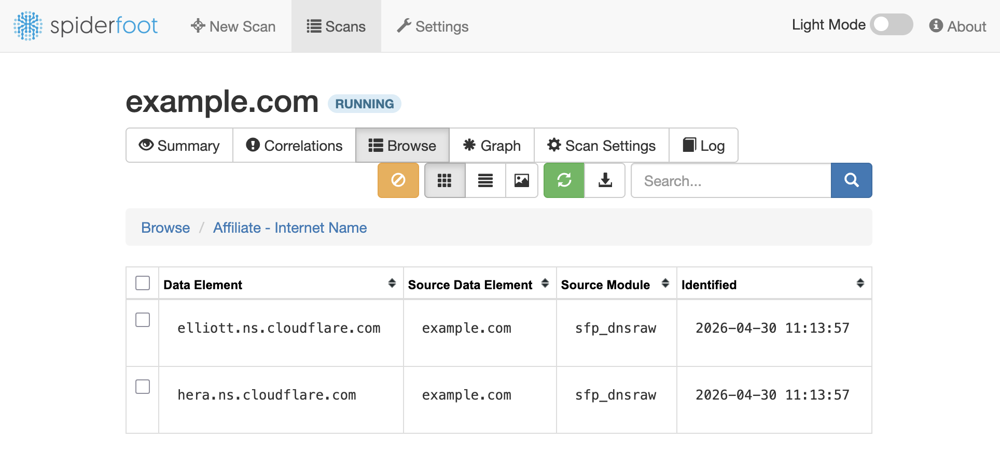 spiderfoot New Scan Scans Settings Light Mode About
example.com RUNNING
Summary Correlations Browse Graph Scan Settings Log
Search...
Browse / Affiliate - Internet Name
Data Element Source Data Element Source Module Identified
elliott.ns.cloudflare.com example.com sfp_dnsraw 2026-04-30 11:13:57
hera.ns.cloudflare.com example.com sfp_dnsraw 2026-04-30 11:13:57